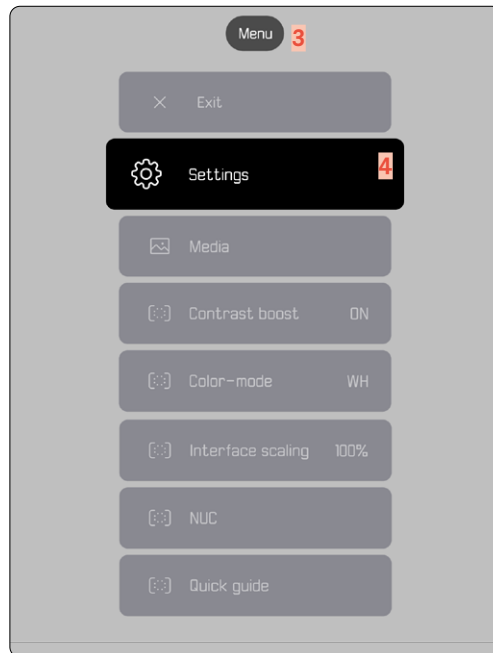 Menu 3
Exit
Settings 4
Media
Contrast boost ON
Color-mode WH
Interface scaling 100%
NUC
Quick guide